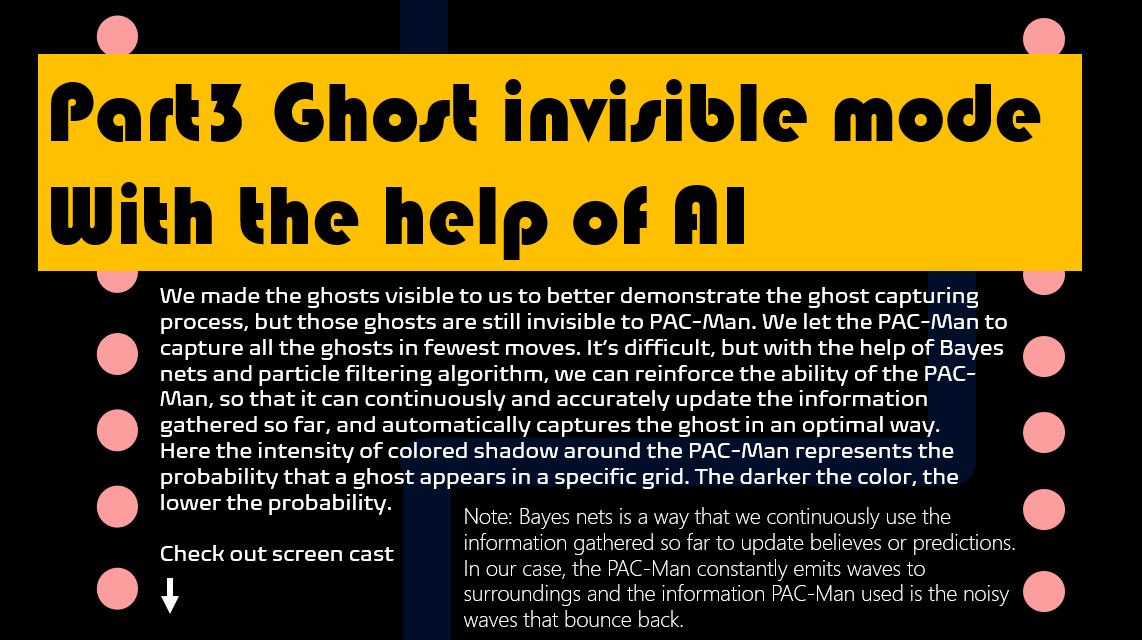 Part3 Ghost invisible mode
With the help of AI
We made the ghosts visible to us to better demonstrate the ghost capturing
process, but those ghosts are still invisible to PAC-Man. We let the PAC-Man to
capture all the ghosts in fewest moves. It's difficult, but with the help of Bayes
nets and particle filtering algorithm, we can reinforce the ability of the PAC-
Man, so that it can continuously and accurately update the information
gathered so far, and automatically captures the ghost in an optimal way.
Here the intensity of colored shadow around the PAC-Man represents the
probability that a ghost appears in a specific grid. The darker the color, the
lower the probability.
Check out screen cast
Note: Bayes nets is a way that we continuously use the
information gathered so far to update believes or predictions.
In our case, the PAC-Man constantly emits waves to
surroundings and the information PAC-Man used is the noisy
waves that bounce back.